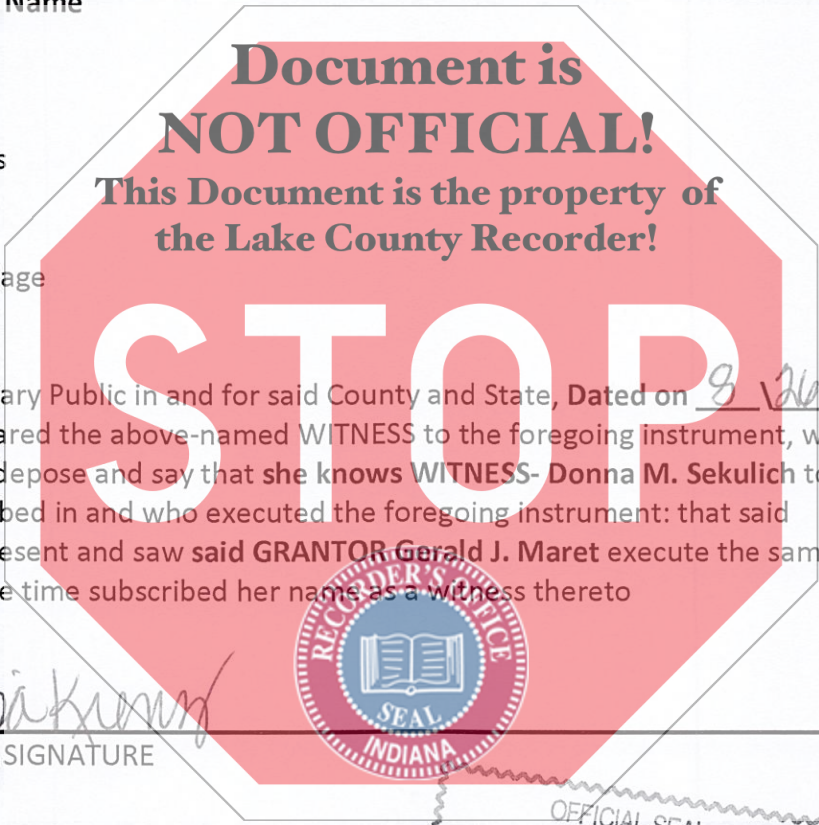 Name
Document is
NOT OFFICIAL!
This Document is the property of
the Lake County Recorder!
s
age
STOP
ary Public in and for said County and State, Dated on 8 \26
ared the above-named WITNESS to the foregoing instrument, w
depose and say that she knows WITNESS- Donna M. Sekulich to
bed in and who executed the foregoing instrument: that said
esent and saw said GRANTOR Gerald J. Maret execute the sam
e time subscribed her name as a witness thereto
RECORDER'S OFFICE
SEAL
INDIANA
SIGNATURE
OFFICIAL SEAL